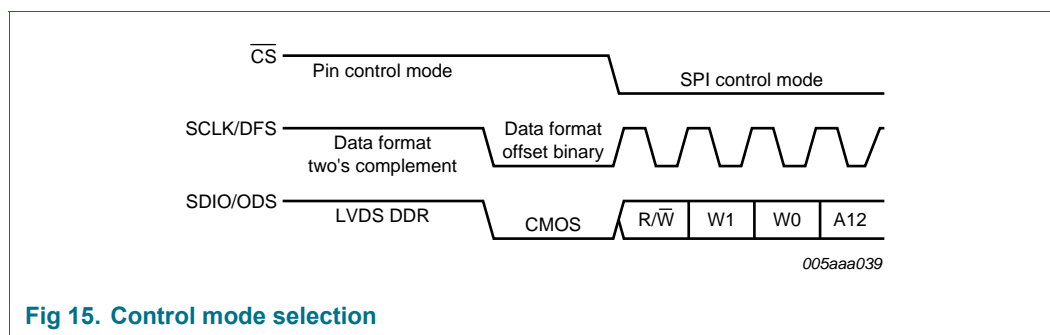 CS
Pin control mode
SPI control mode
SCLK/DFS
Data format
two's complement
Data format
offset binary
SDIO/ODS
LVDS DDR
CMOS
R/W̅
W1
W0
A12
005aaa039
Fig 15. Control mode selection